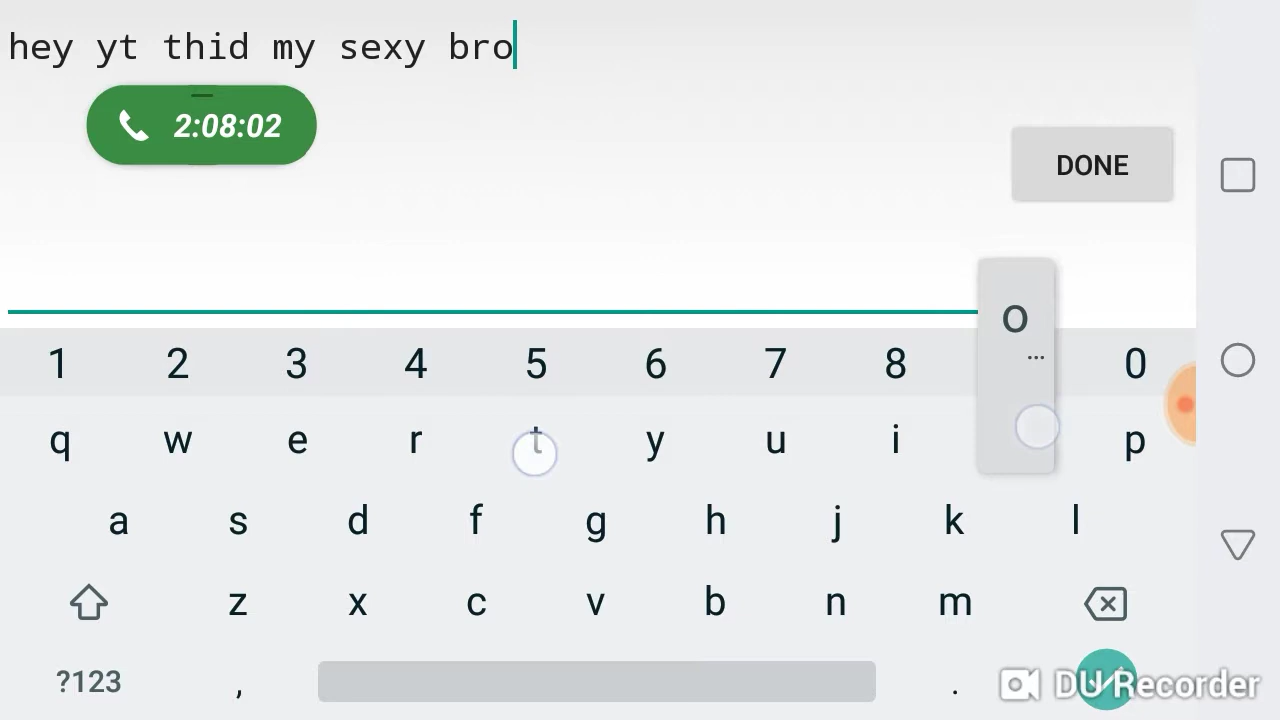 hey yt thid my sexy bro
2:08:02
DONE
o
...
1 2 3 4 5 6 7 8 0
q w e r t y u i p
a s d f g h j k l
z x c v b n m
?123 , .
DU Recorder